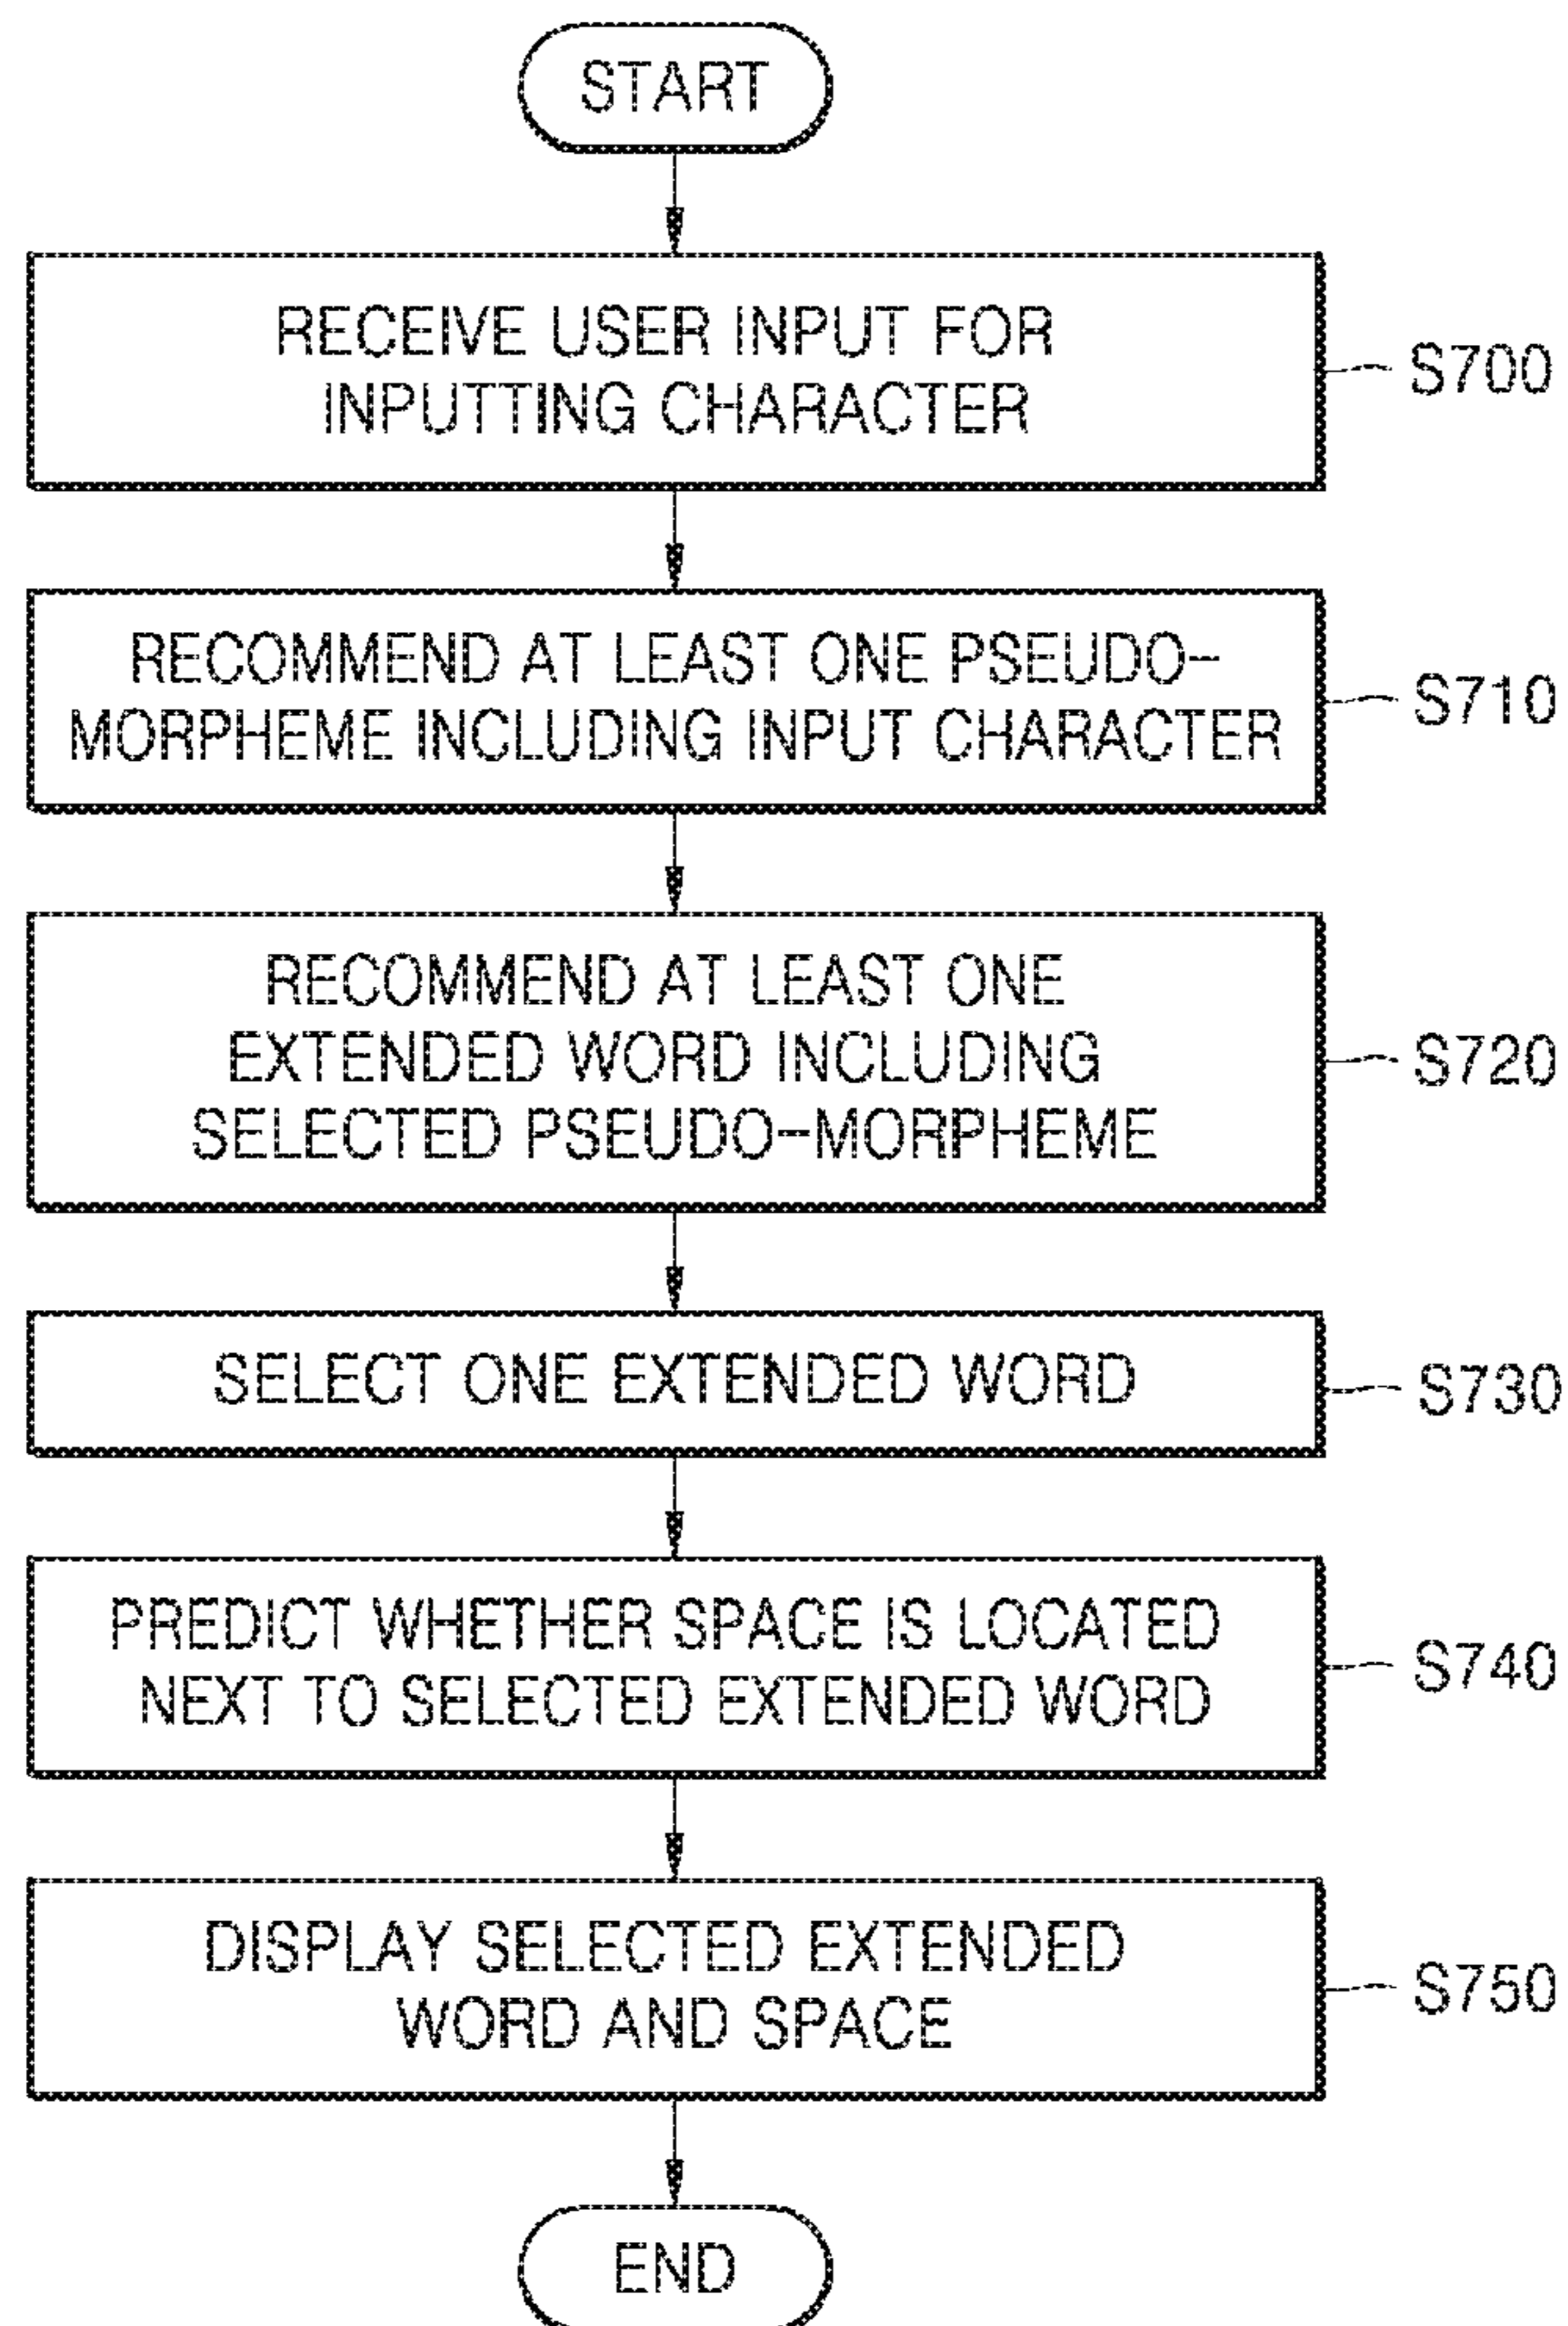 START
RECEIVE USER INPUT FOR
INPUTTING CHARACTER
S700
RECOMMEND AT LEAST ONE PSEUDO-
MORPHEME INCLUDING INPUT CHARACTER
S710
RECOMMEND AT LEAST ONE
EXTENDED WORD INCLUDING
SELECTED PSEUDO-MORPHEME
S720
SELECT ONE EXTENDED WORD
S730
PREDICT WHETHER SPACE IS LOCATED
NEXT TO SELECTED EXTENDED WORD
S740
DISPLAY SELECTED EXTENDED
WORD AND SPACE
S750
END